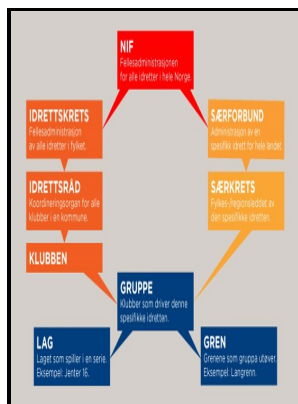 NIF
Fellesadministrasjonen
for alle idretter i hele Norge.
IDRETTSKRETS
Fellesadministrasjon
av alle idretter i fylket.
SÆRFORBUND
Administrasjon av en
spesifikk idrett for hele landet.
IDRETTSRÅD
Koordineringsorgan for alle
klubber i en kommune.
SÆRKRETS
Fylkes-/regionsleddet av
den spesifikke idretten.
KLUBBEN
GRUPPE
Klubber som driver denne
spesifikke idretten.
LAG
Laget som spiller i en serie.
Eksempel: Jenter 16.
GREN
Grenene som gruppa utøver.
Eksempel: Langrenn.